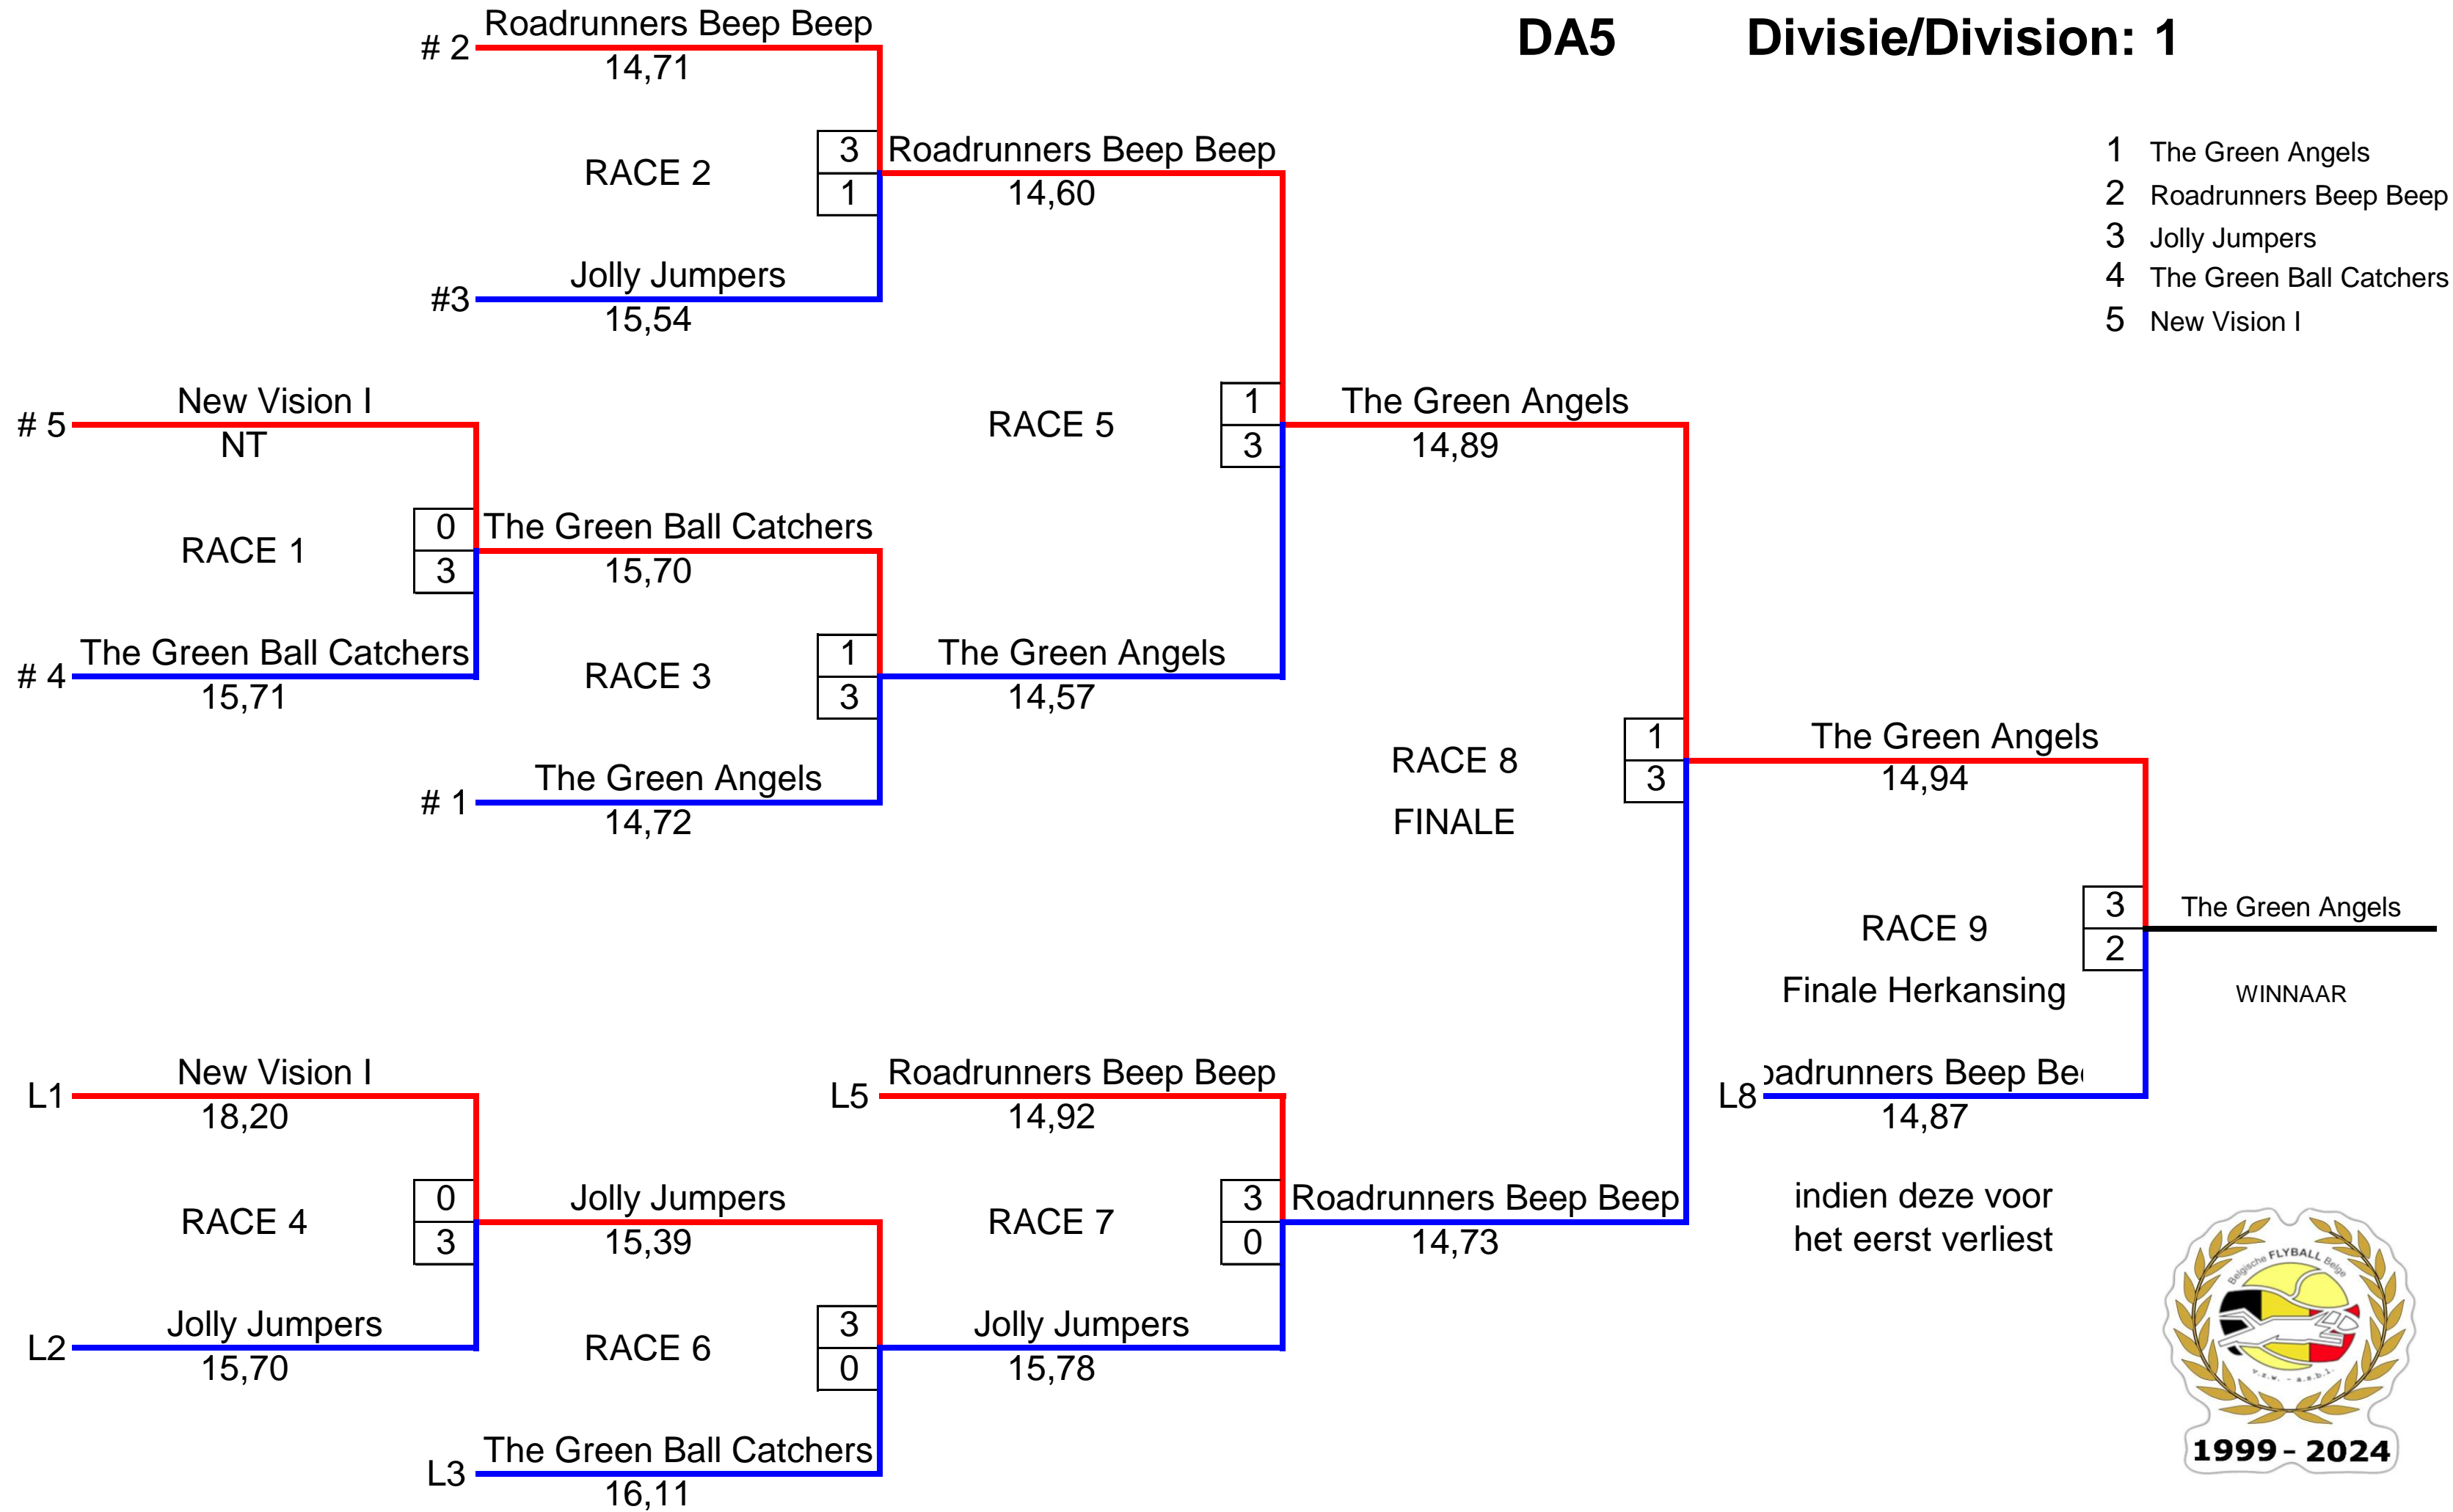 DA5 Divisie/Division: 1
1 The Green Angels
2 Roadrunners Beep Beep
3 Jolly Jumpers
4 The Green Ball Catchers
5 New Vision I
# 2 Roadrunners Beep Beep
14,71
RACE 2
3
1
#3 Jolly Jumpers
15,54
# 5 New Vision I
NT
RACE 1
0
3
# 4 The Green Ball Catchers
15,71
The Green Ball Catchers
15,70
RACE 3
1
3
# 1 The Green Angels
14,72
Roadrunners Beep Beep
14,60
RACE 5
1
3
The Green Angels
14,57
The Green Angels
14,89
RACE 8
FINALE
1
3
L1 New Vision I
18,20
RACE 4
0
3
L2 Jolly Jumpers
15,70
Jolly Jumpers
15,39
RACE 6
3
0
L3 The Green Ball Catchers
16,11
L5 Roadrunners Beep Beep
14,92
RACE 7
3
0
Jolly Jumpers
15,78
Roadrunners Beep Beep
14,73
The Green Angels
14,94
RACE 9
3
2
Finale Herkansing
L8 oadrunners Beep Bee
14,87
indien deze voor
het eerst verliest
The Green Angels
WINNAAR
Belgische FLYBALL Belge
v.z.w. - a.s.b.l.
1999 - 2024